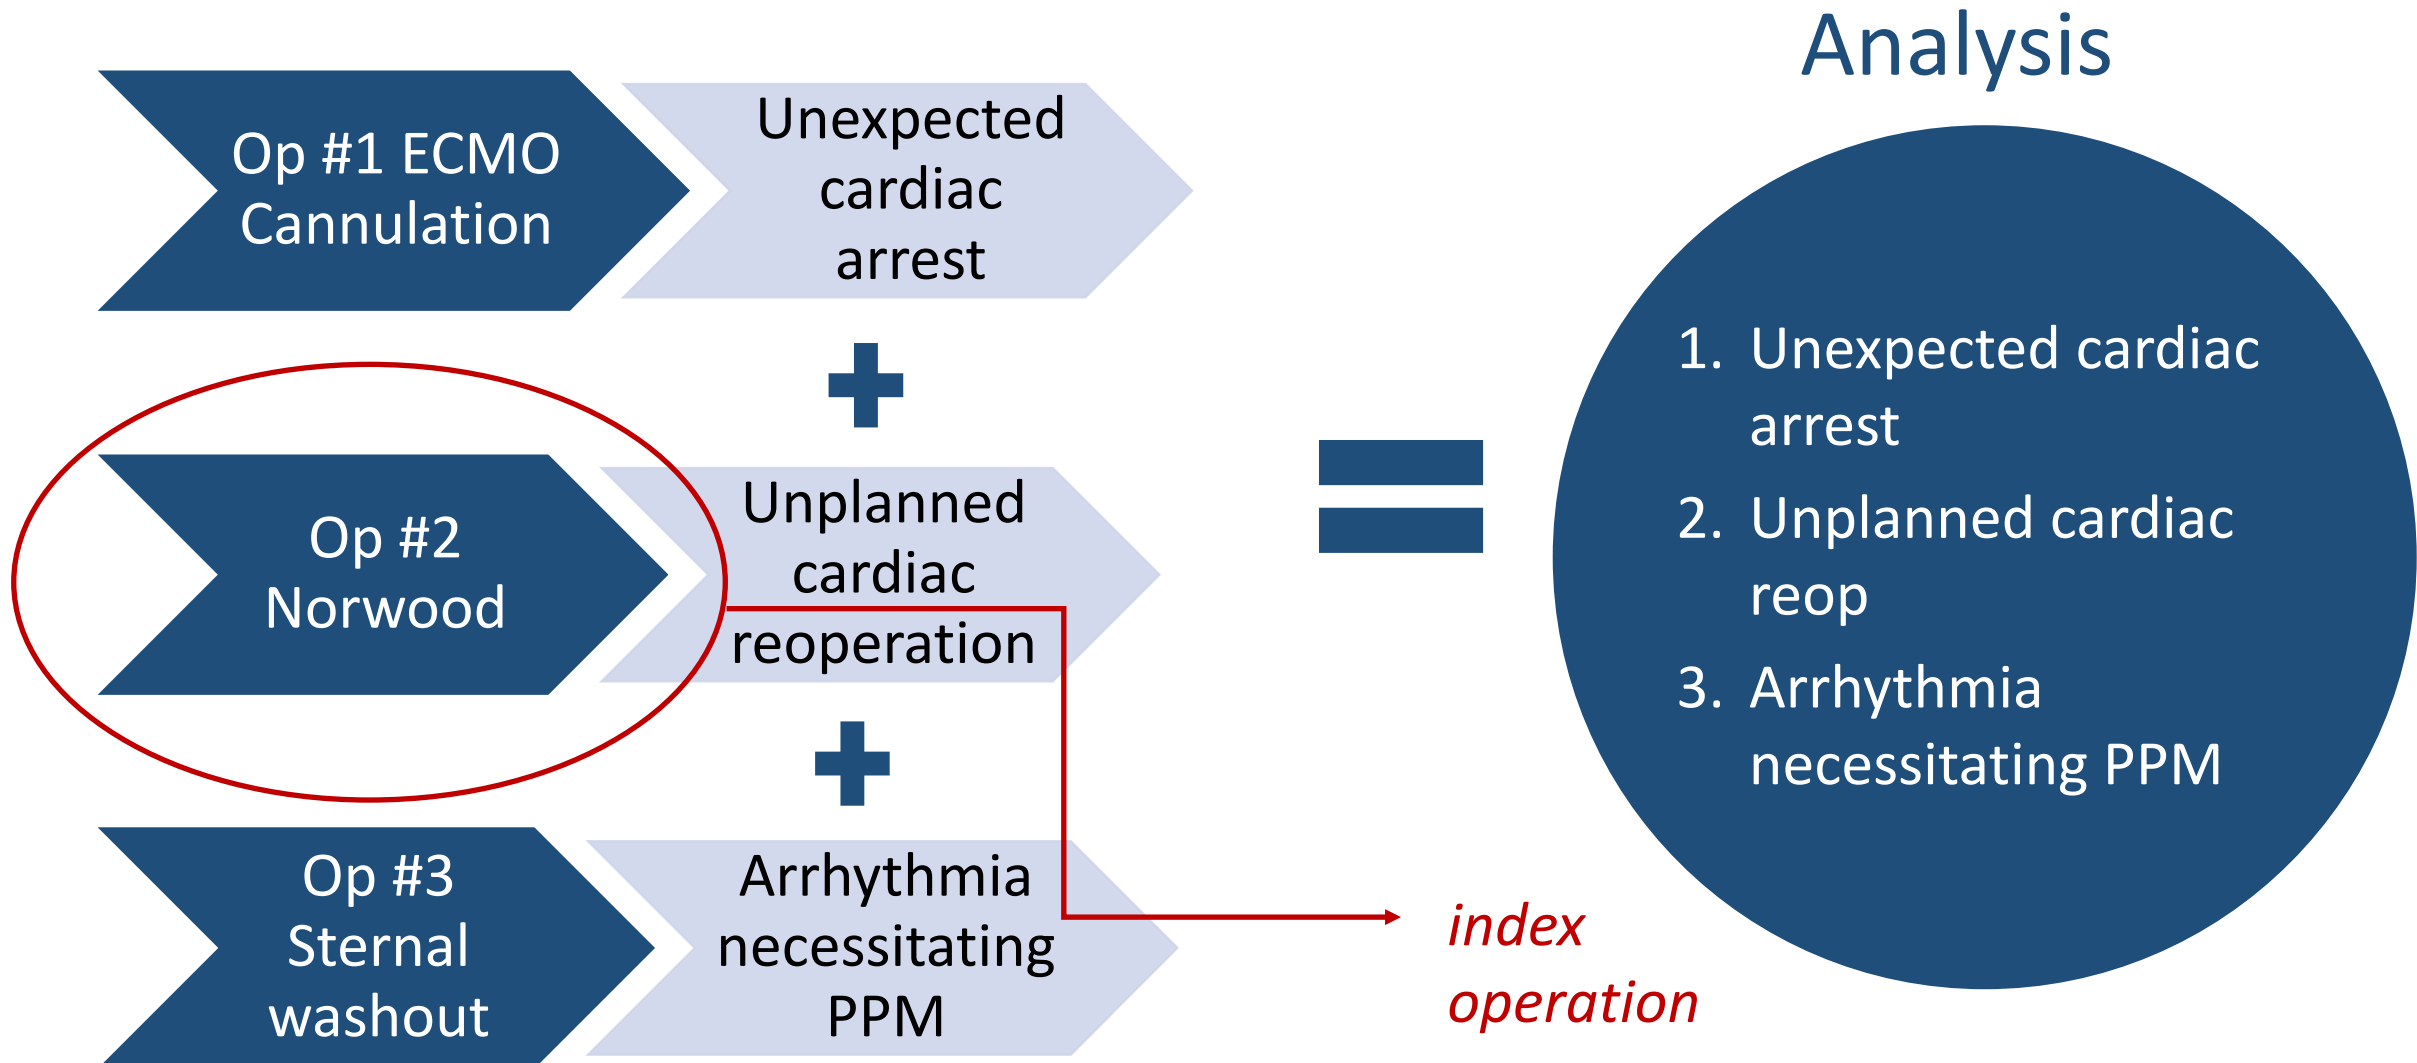 Analysis
Op #1 ECMO
Cannulation
Unexpected
cardiac
arrest
Op #2
Norwood
Unplanned
cardiac
reoperation
Op #3
Sternal
washout
Arrhythmia
necessitating
PPM
1. Unexpected cardiac
arrest
2. Unplanned cardiac
reop
3. Arrhythmia
necessitating PPM
index
operation